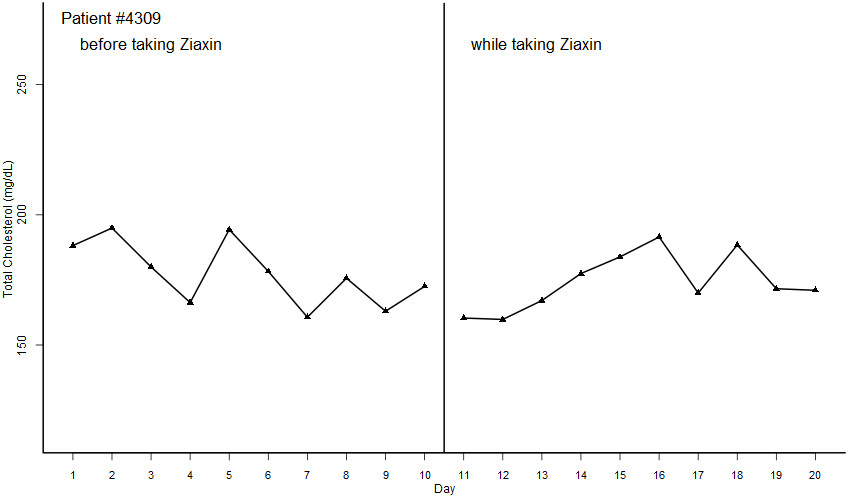 Patient #4309
before taking Ziaxin
while taking Ziaxin
250
200
150
Total Cholesterol (mg/dL)
1 2 3 4 5 6 7 8 9 10 11 12 13 14 15 16 17 18 19 20
Day